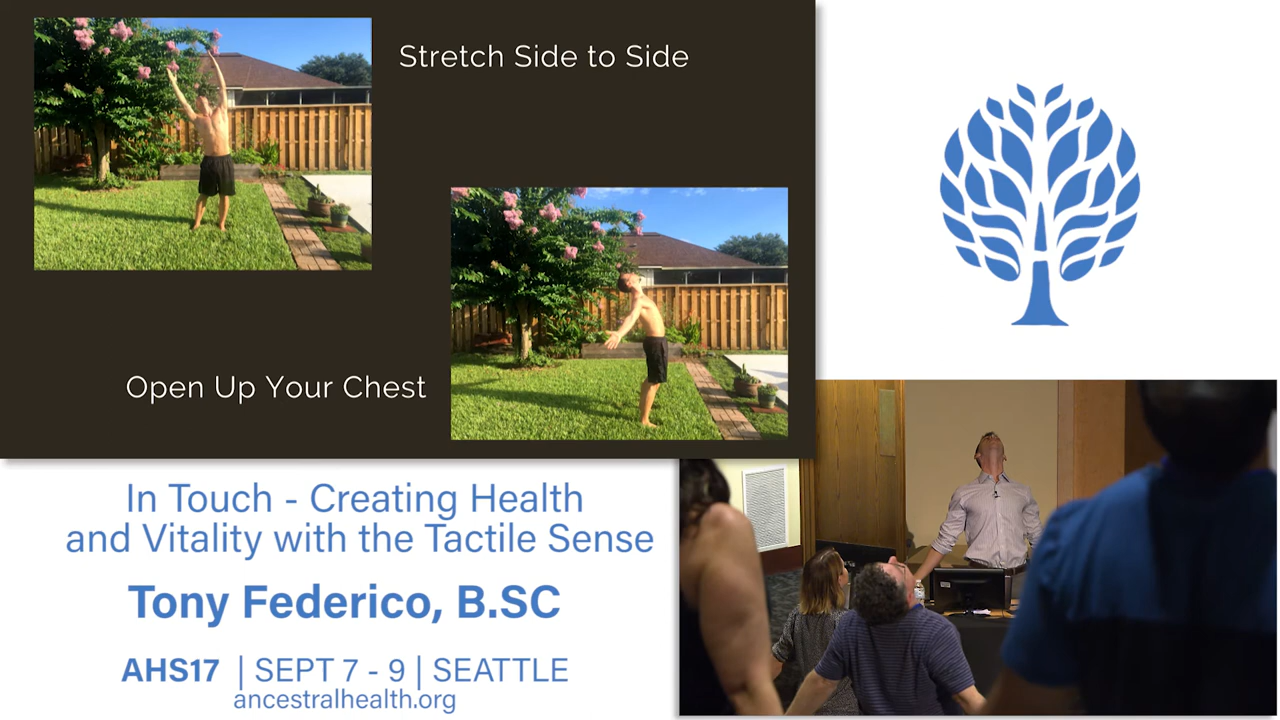 Stretch Side to Side
Open Up Your Chest
In Touch - Creating Health
and Vitality with the Tactile Sense
Tony Federico, B.SC
AHS17 | SEPT 7 - 9 | SEATTLE
ancestralhealth.org